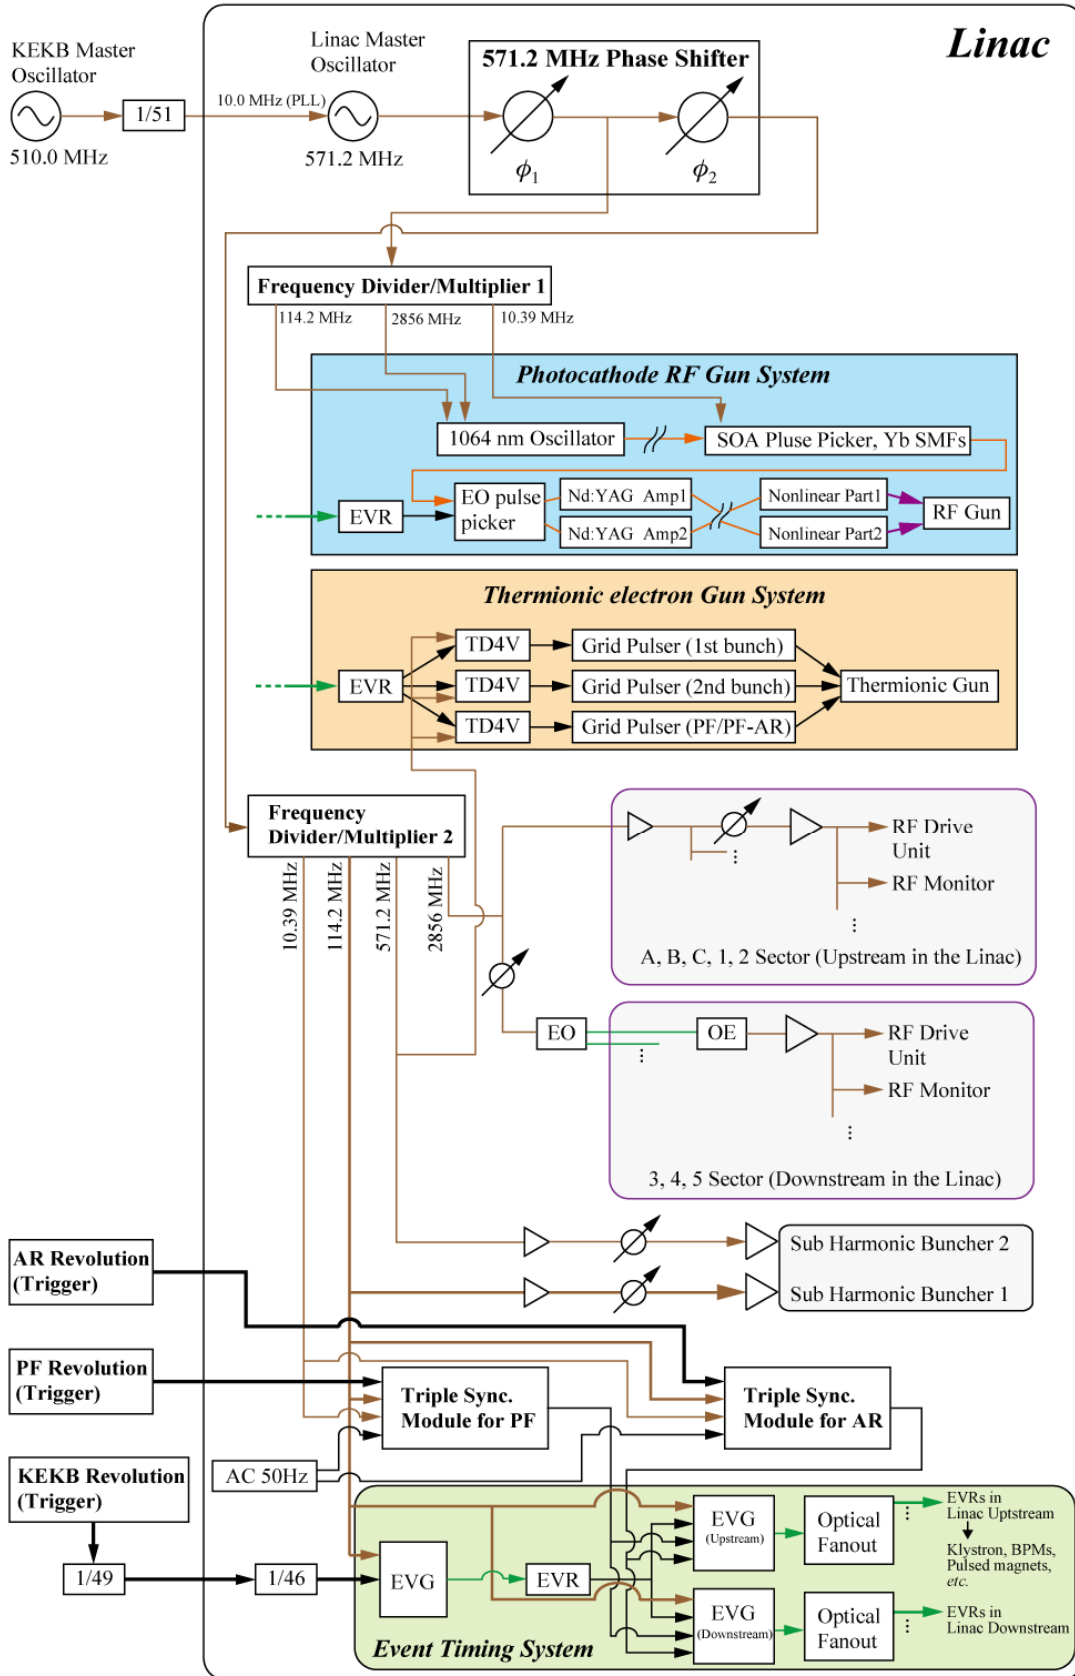 Linac
KEKB Master
Oscillator
510.0 MHz
1/51
10.0 MHz (PLL)
Linac Master
Oscillator
571.2 MHz
571.2 MHz Phase Shifter
ϕ1
ϕ2
Frequency Divider/Multiplier 1
114.2 MHz
2856 MHz
10.39 MHz
Photocathode RF Gun System
1064 nm Oscillator
SOA Pluse Picker, Yb SMFs
EVR
EO pulse
picker
Nd:YAG Amp1
Nd:YAG Amp2
Nonlinear Part1
Nonlinear Part2
RF Gun
Thermionic electron Gun System
EVR
TD4V
Grid Pulser (1st bunch)
TD4V
Grid Pulser (2nd bunch)
TD4V
Grid Pulser (PF/PF-AR)
Thermionic Gun
Frequency
Divider/Multiplier 2
10.39 MHz
114.2 MHz
571.2 MHz
2856 MHz
RF Drive
Unit
RF Monitor
...
...
A, B, C, 1, 2 Sector (Upstream in the Linac)
EO
...
OE
RF Drive
Unit
RF Monitor
...
3, 4, 5 Sector (Downstream in the Linac)
Sub Harmonic Buncher 2
Sub Harmonic Buncher 1
AR Revolution
(Trigger)
PF Revolution
(Trigger)
Triple Sync.
Module for PF
Triple Sync.
Module for AR
AC 50Hz
KEKB Revolution
(Trigger)
1/49
1/46
EVG
EVR
EVG
(Upstream)
Optical
Fanout
...
EVRs in
Linac Uptstream
Klystron, BPMs,
Pulsed magnets,
etc.
EVG
(Downstream)
Optical
Fanout
...
EVRs in
Linac Downstream
Event Timing System